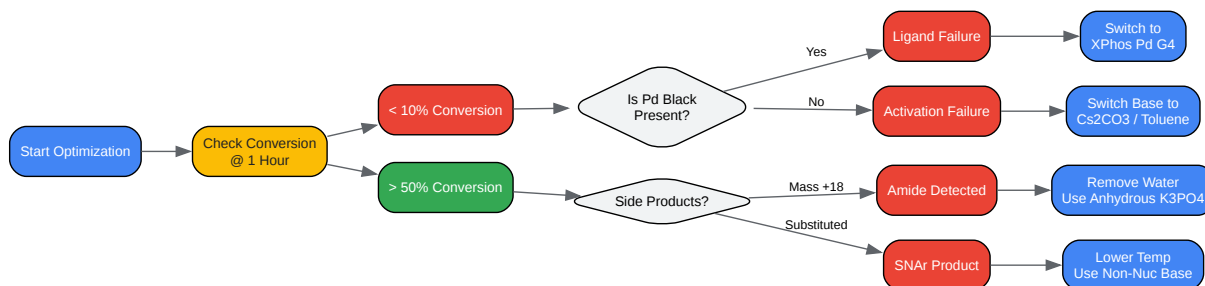 Start Optimization
Check Conversion
@ 1 Hour
< 10% Conversion
> 50% Conversion
Is Pd Black
Present?
Side Products?
Yes
No
Mass +18
Substituted
Ligand Failure
Activation Failure
Amide Detected
SNAr Product
Switch to
XPhos Pd G4
Switch Base to
Cs2CO3 / Toluene
Remove Water
Use Anhydrous K3PO4
Lower Temp
Use Non-Nuc Base